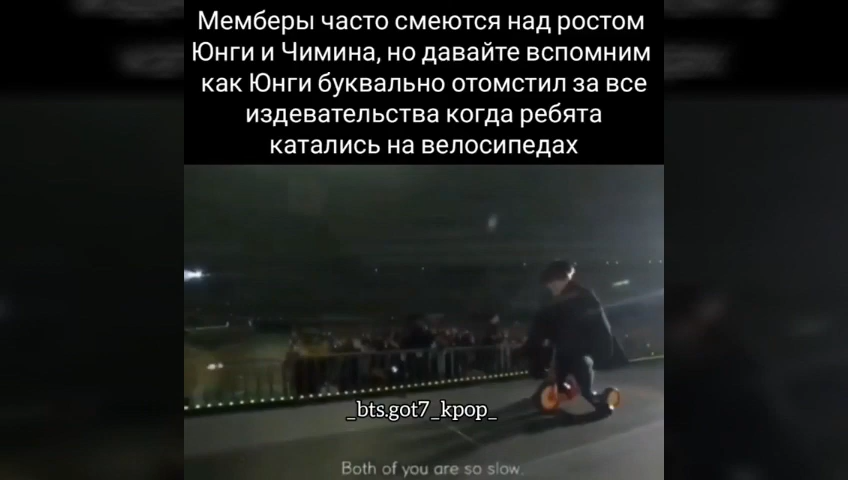 Мемберы часто смеются над ростом
Юнги и Чимина, но давайте вспомним
как Юнги буквально отомстил за все
издевательства когда ребята
катались на велосипедах
_bts.got7_kpop_
Both of you are so slow.